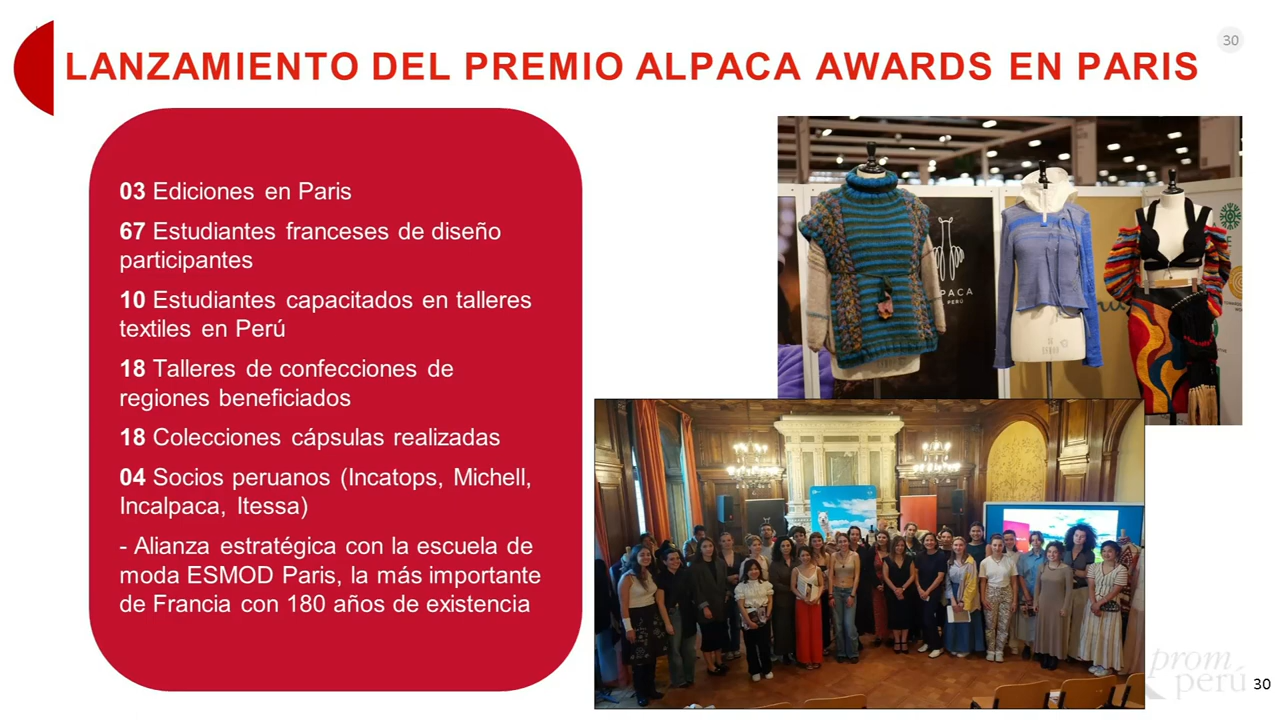 30
LANZAMIENTO DEL PREMIO ALPACA AWARDS EN PARIS
03 Ediciones en Paris
67 Estudiantes franceses de diseño
participantes
10 Estudiantes capacitados en talleres
textiles en Perú
18 Talleres de confecciones de
regiones beneficiados
18 Colecciones cápsulas realizadas
04 Socios peruanos (Incatops, Michell,
Incalpaca, Itessa)
- Alianza estratégica con la escuela de
moda ESMOD Paris, la más importante
de Francia con 180 años de existencia
PACA
PERÚ
prom
perú
30